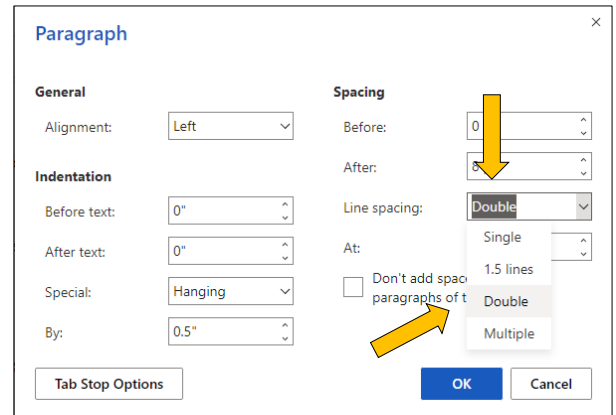 Paragraph
General
Alignment: Left
Indentation
Before text: 0"
After text: 0"
Special: Hanging
By: 0.5"
Tab Stop Options
Spacing
Before: 0
After: 8
Line spacing: Double
Single
1.5 lines
Double
Multiple
At:
Don't add spac
paragraphs of t
OK
Cancel